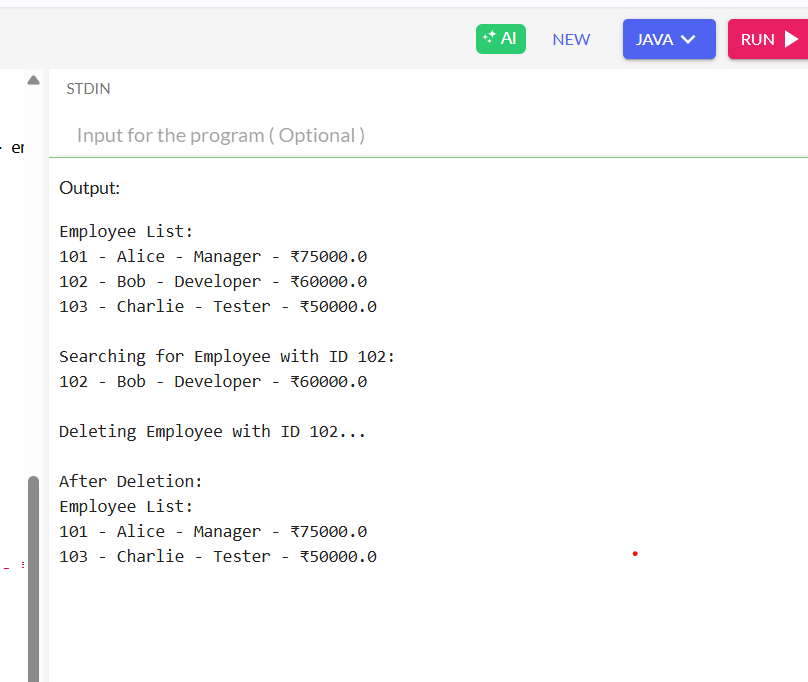 AI
NEW
JAVA
RUN
STDIN
Input for the program ( Optional )
Output:
Employee List:
101 - Alice - Manager - ₹75000.0
102 - Bob - Developer - ₹60000.0
103 - Charlie - Tester - ₹50000.0
Searching for Employee with ID 102:
102 - Bob - Developer - ₹60000.0
Deleting Employee with ID 102...
After Deletion:
Employee List:
101 - Alice - Manager - ₹75000.0
103 - Charlie - Tester - ₹50000.0